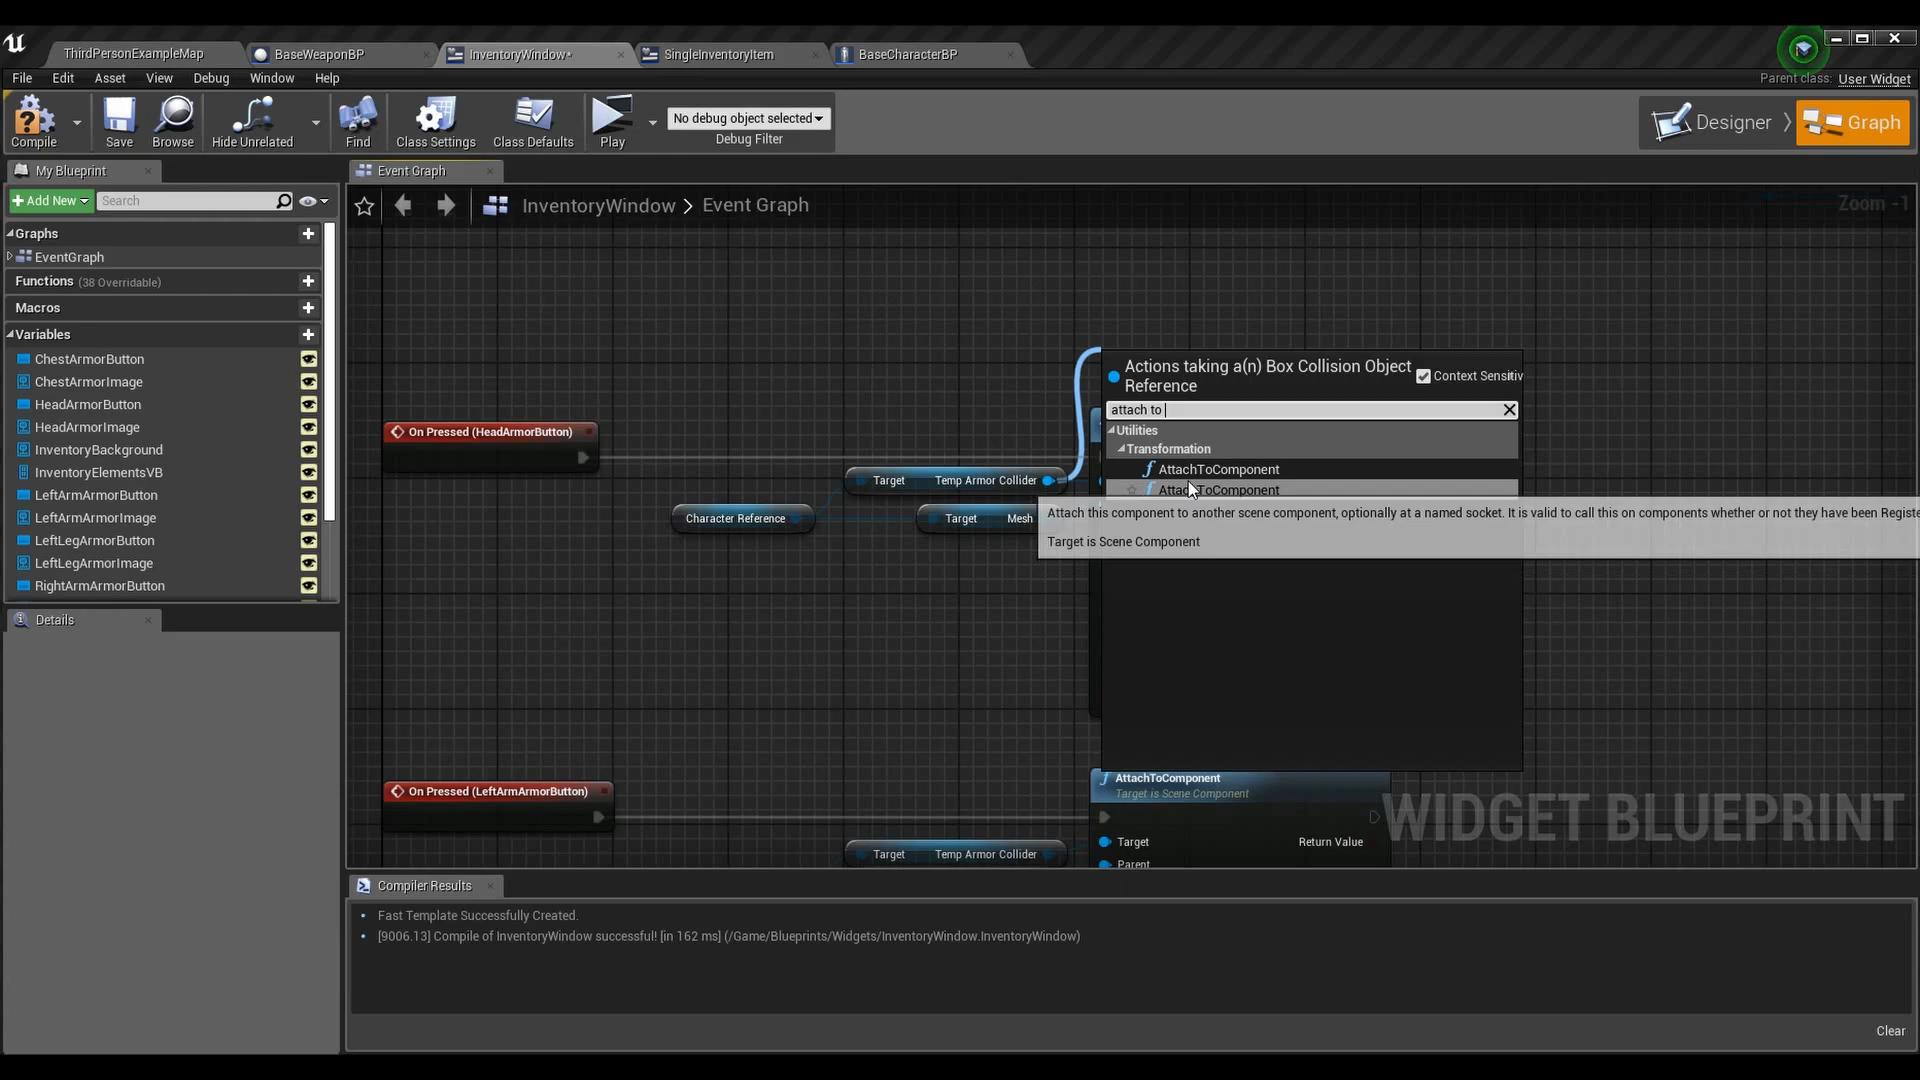 ThirdPersonExampleMap
BaseWeaponBP
InventoryWindow*
SingleInventoryItem
BaseCharacterBP
File Edit Asset View Debug Window Help
Parent class: User Widget
Compile
Save
Browse
Hide Unrelated
Find
Class Settings
Class Defaults
Play
No debug object selected
Debug Filter
Designer
Graph
My Blueprint
Event Graph
+Add New
Search
InventoryWindow > Event Graph
Zoom -1
Graphs
EventGraph
Functions (38 Overridable)
Macros
Variables
ChestArmorButton
ChestArmorImage
HeadArmorButton
HeadArmorImage
InventoryBackground
InventoryElementsVB
LeftArmArmorButton
LeftArmArmorImage
LeftLegArmorButton
LeftLegArmorImage
RightArmArmorButton
Details
On Pressed (HeadArmorButton)
Target Temp Armor Collider
Character Reference
Target Mesh
Actions taking a(n) Box Collision Object
Reference
Context Sensitiv
attach to
Utilities
Transformation
AttachToComponent
AttachToComponent
Attach this component to another scene component, optionally at a named socket. It is valid to call this on components whether or not they have been Registe
Target is Scene Component
On Pressed (LeftArmArmorButton)
AttachToComponent
Target is Scene Component
Target Return Value
Target Temp Armor Collider
Parent
WIDGET BLUEPRINT
Compiler Results
Fast Template Successfully Created.
[9006.13] Compile of InventoryWindow successful! [in 162 ms] (/Game/Blueprints/Widgets/InventoryWindow.InventoryWindow)
Clear